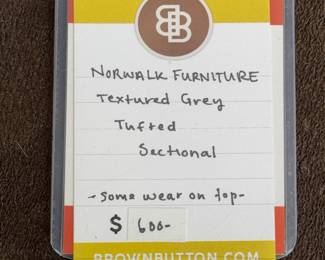 B B
NORWALK FURNITURE
Textured Grey
Tufted
Sectional
- Some wear on top -
$ 600-
BROWNBUTTON.COM